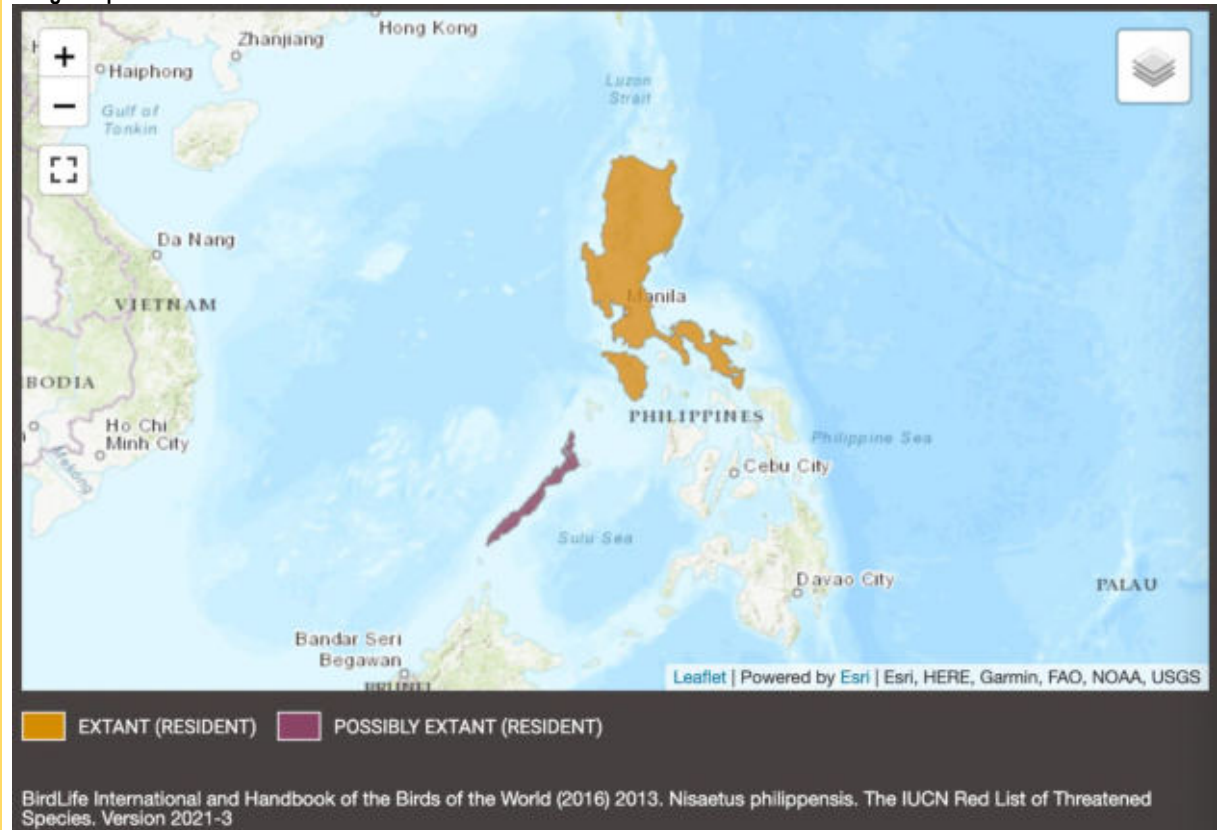 Hong Kong
Zhanjiang
Haiphong
Luzon
Strait
Gulf of
Tonkin
Da Nang
VIETNAM
Manila
BODIA
PHILIPPINES
Ho Chi
Minh City
Philippine Sea
Mekong
Cebu City
Sulu Sea
Davao City
PALAU
Bandar Seri
Begawan
Leaflet | Powered by Esri | Esri, HERE, Garmin, FAO, NOAA, USGS
EXTANT (RESIDENT) POSSIBLY EXTANT (RESIDENT)
BirdLife International and Handbook of the Birds of the World (2016) 2013. Nisaetus philippensis. The IUCN Red List of Threatened
Species. Version 2021-3